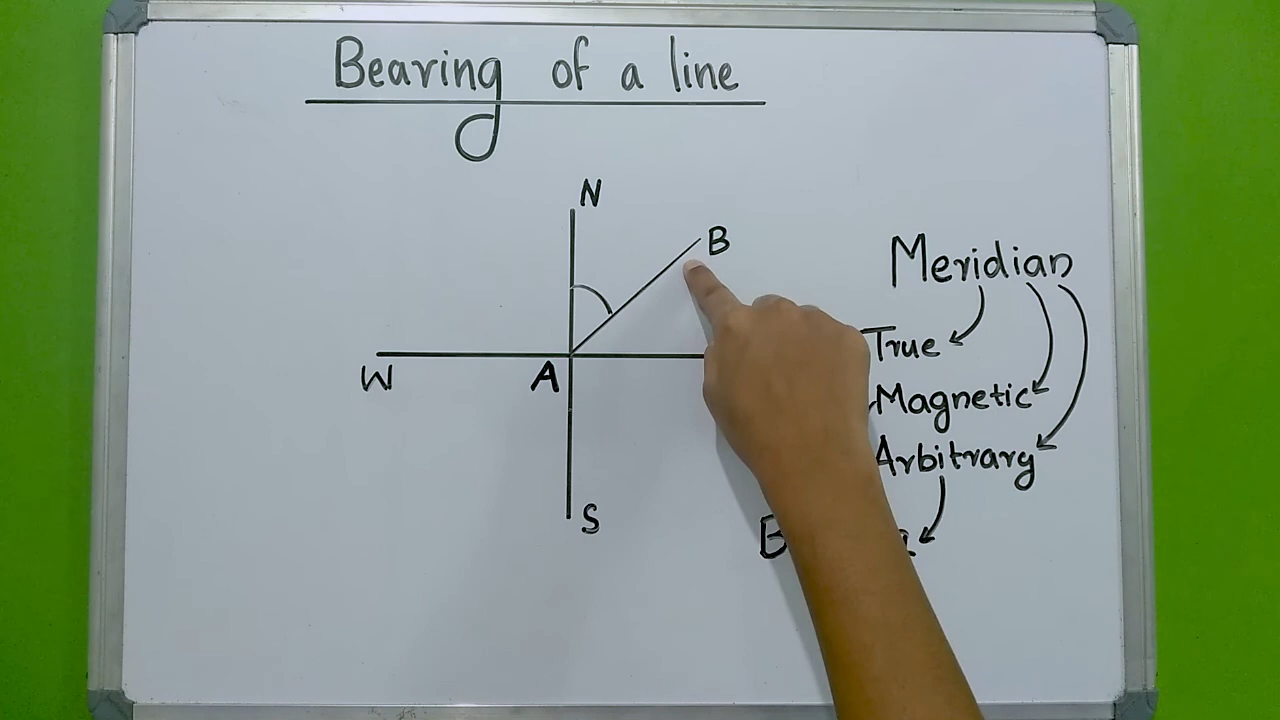 Bearing of a line
N
B
W
A
S
Meridian
True
Magnetic
Arbitrary